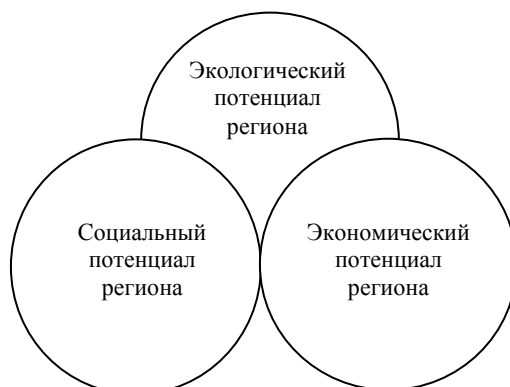 Экологический
потенциал
региона
Социальный
потенциал
региона
Экономический
потенциал
региона